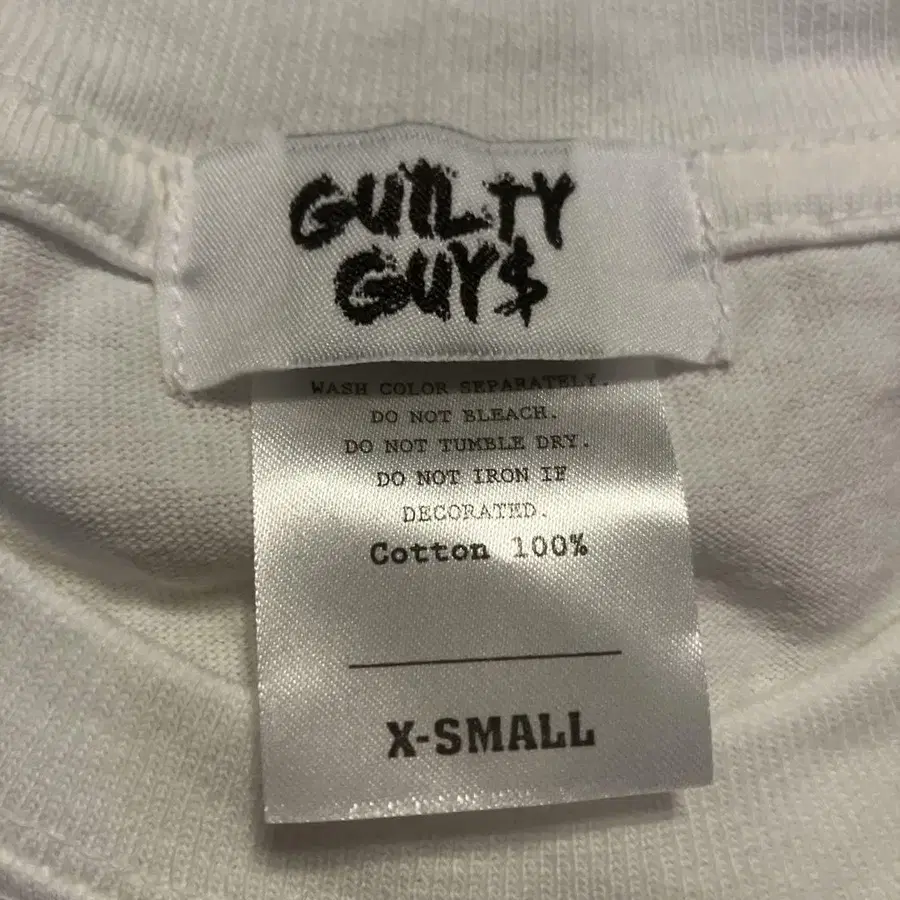 GUILTY
GUY$
WASH COLOR SEPARATELY.
DO NOT BLEACH.
DO NOT TUMBLE DRY.
DO NOT IRON IF
DECORATED.
Cotton 100%
X-SMALL